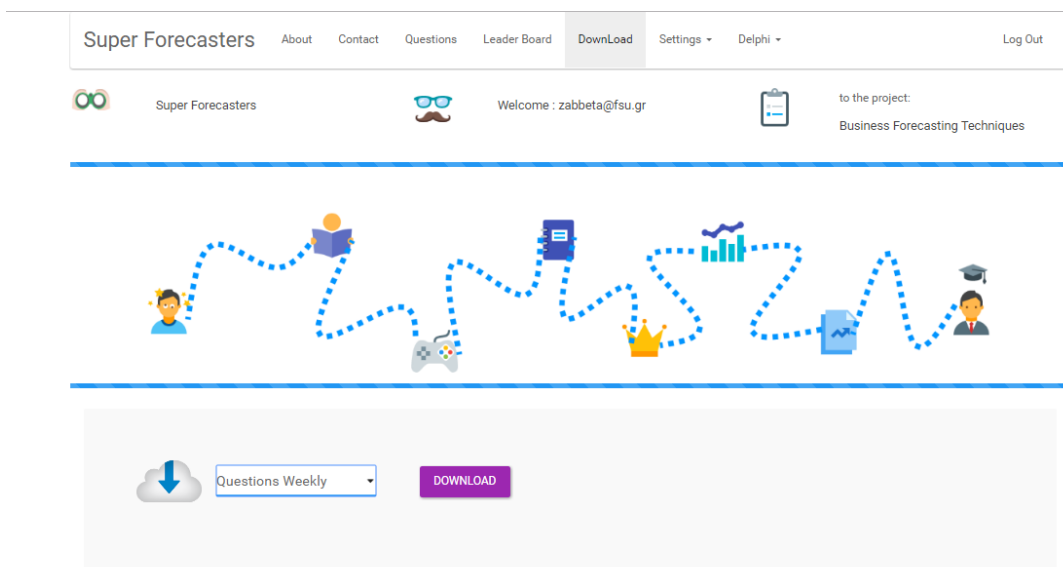 Super Forecasters About Contact Questions Leader Board DownLoad Settings Delphi Log Out
Super Forecasters Welcome : zabbeta@fsu.gr to the project:
Business Forecasting Techniques
Questions Weekly DOWNLOAD